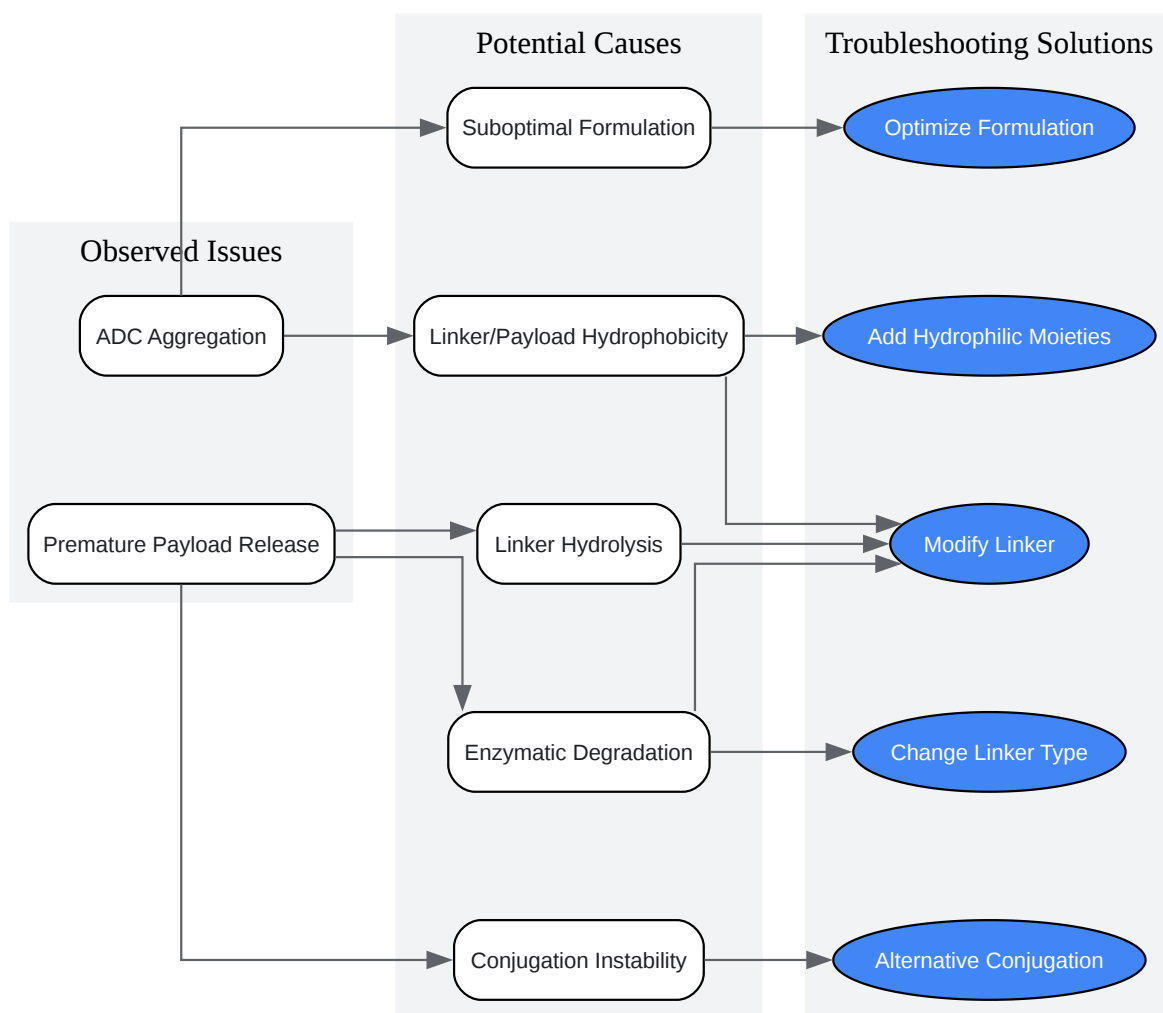 Potential Causes
Troubleshooting Solutions
Suboptimal Formulation
Optimize Formulation
Observed Issues
ADC Aggregation
Linker/Payload Hydrophobicity
Add Hydrophilic Moieties
Premature Payload Release
Linker Hydrolysis
Modify Linker
Enzymatic Degradation
Change Linker Type
Conjugation Instability
Alternative Conjugation